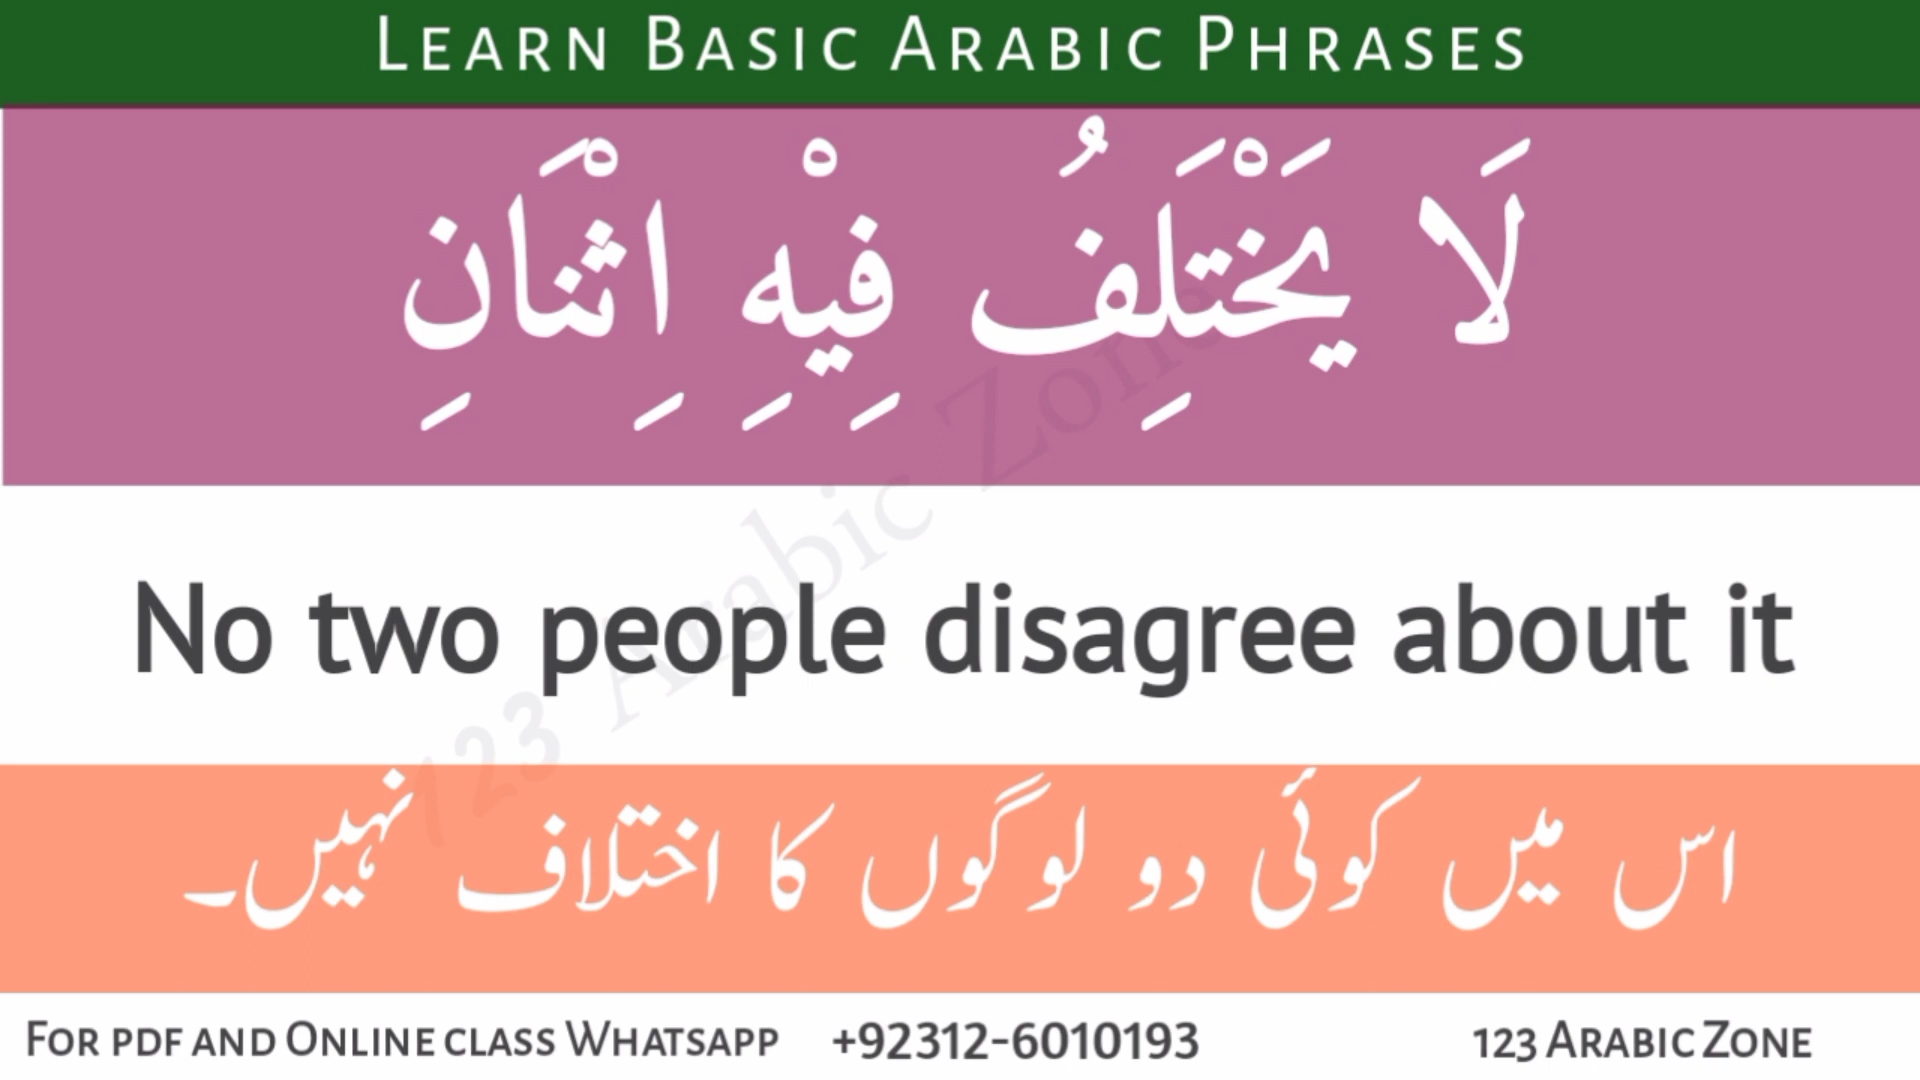 LEARN BASIC ARABIC PHRASES
لَا يَخْتَلِفُ فِيْهِ اِثْنَانِ
No two people disagree about it
اس میں کوئی دو لوگوں کا اختلاف نہیں۔
FOR PDF AND ONLINE CLASS WHATSAPP +92312-6010193 123 ARABIC ZONE
123 Arabic Zone